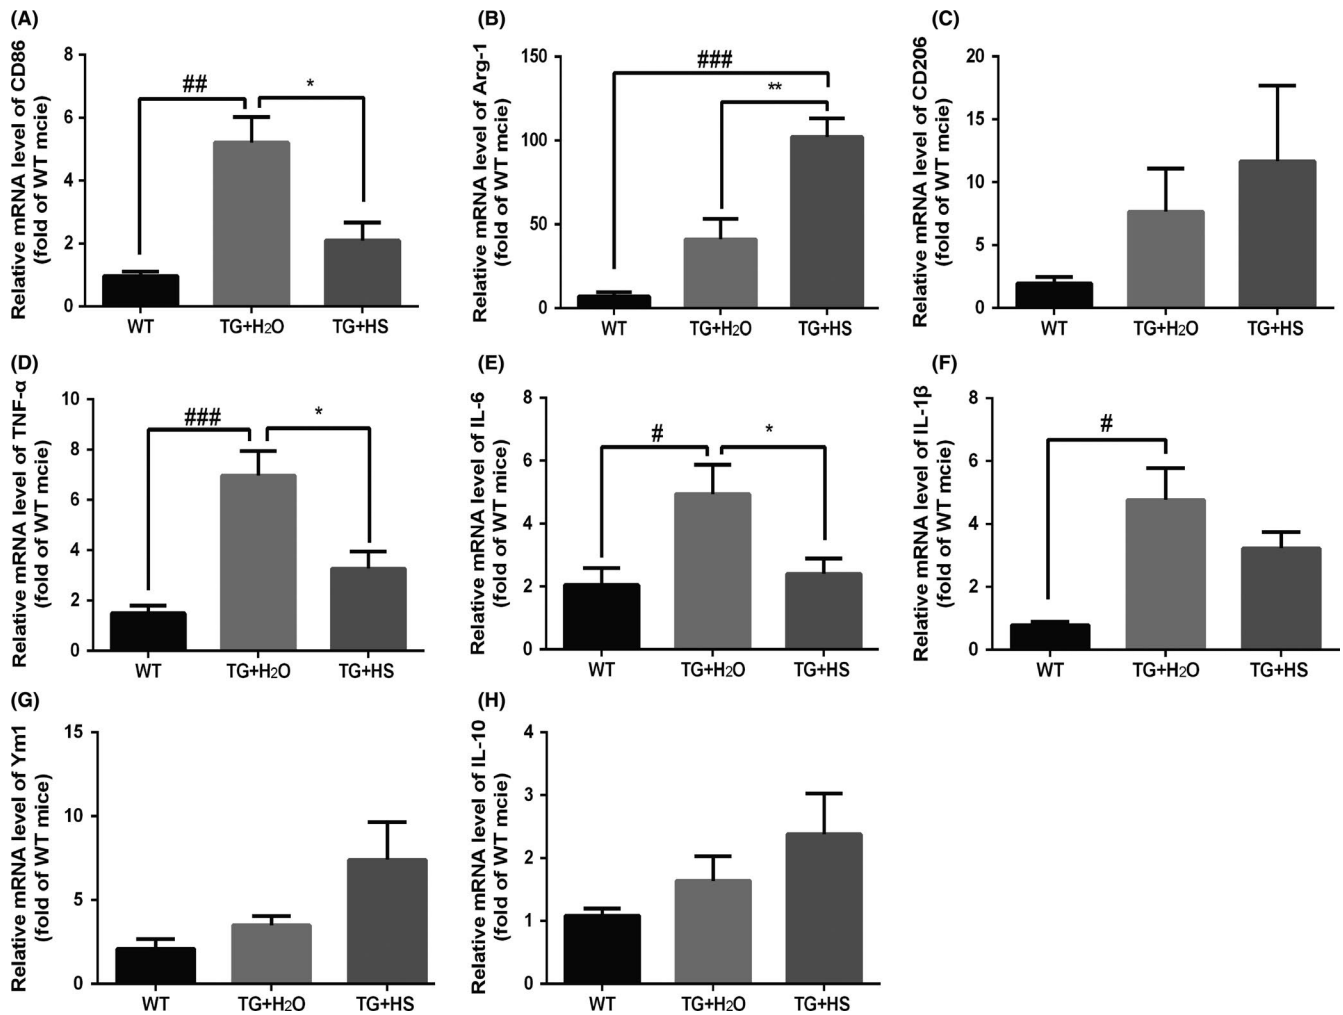 (A)
Relative mRNA level of CD86
(fold of WT mcie)
8
6
4
2
0
##
*
WT
TG+H2O
TG+HS
(B)
Relative mRNA level of Arg-1
(fold of WT mcie)
150
100
50
0
###
**
WT
TG+H2O
TG+HS
(C)
Relative mRNA level of CD206
(fold of WT mcie)
20
15
10
5
0
WT
TG+H2O
TG+HS
(D)
Relative mRNA level of TNF-α
(fold of WT mcie)
10
8
6
4
2
0
###
*
WT
TG+H2O
TG+HS
(E)
Relative mRNA level of IL-6
(fold of WT mice)
8
6
4
2
0
#
*
WT
TG+H2O
TG+HS
(F)
Relative mRNA level of IL-1β
(fold of WT mcie)
8
6
4
2
0
#
WT
TG+H2O
TG+HS
(G)
Relative mRNA level of Ym1
(fold of WT mice)
15
10
5
0
WT
TG+H2O
TG+HS
(H)
Relative mRNA level of IL-10
(fold of WT mcie)
4
3
2
1
0
WT
TG+H2O
TG+HS